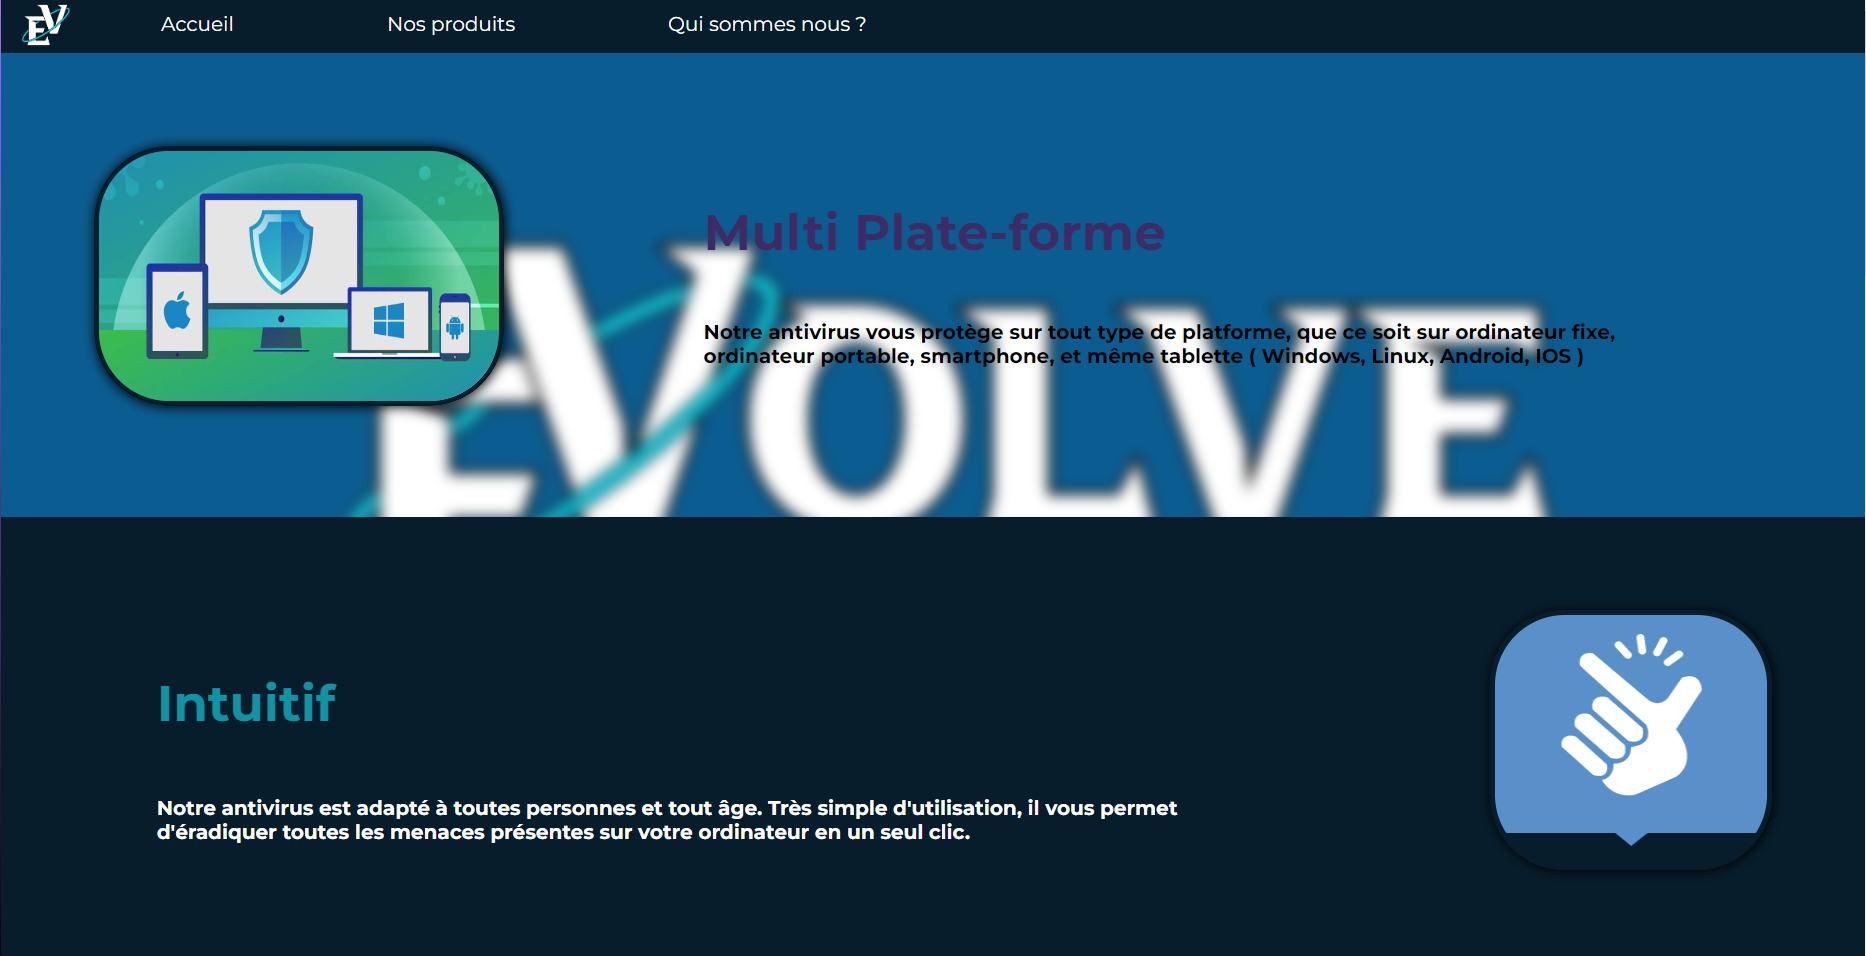 EV
Accueil
Nos produits
Qui sommes nous ?
Multi Plate-forme
EVOLVE
Notre antivirus vous protège sur tout type de platforme, que ce soit sur ordinateur fixe,
ordinateur portable, smartphone, et même tablette ( Windows, Linux, Android, IOS )
Intuitif
Notre antivirus est adapté à toutes personnes et tout âge. Très simple d'utilisation, il vous permet
d'éradiquer toutes les menaces présentes sur votre ordinateur en un seul clic.